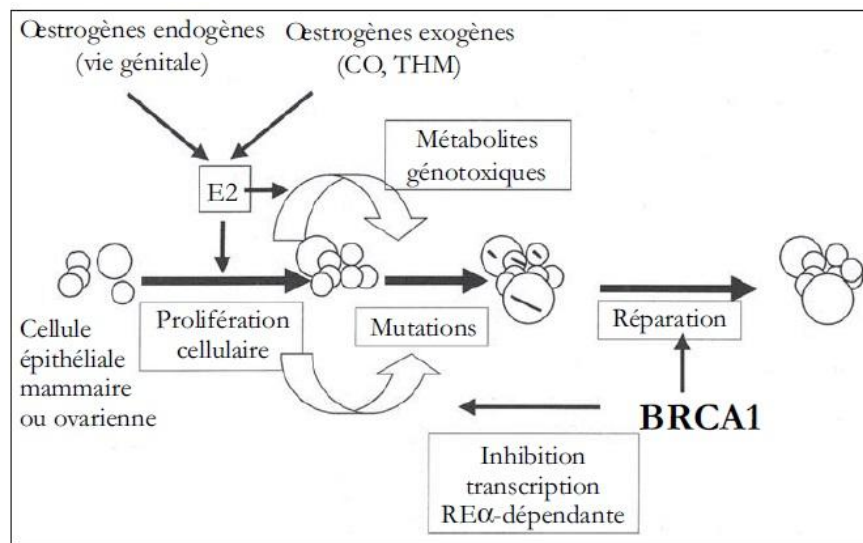 Œstrogènes endogènes
(vie génitale)
Œstrogènes exogènes
(CO, THM)
Métabolites
génotoxiques
E2
Cellule
épithéliale
mammaire
ou ovarienne
Prolifération
cellulaire
Mutations
Réparation
BRCA1
Inhibition
transcription
REα-dépendante